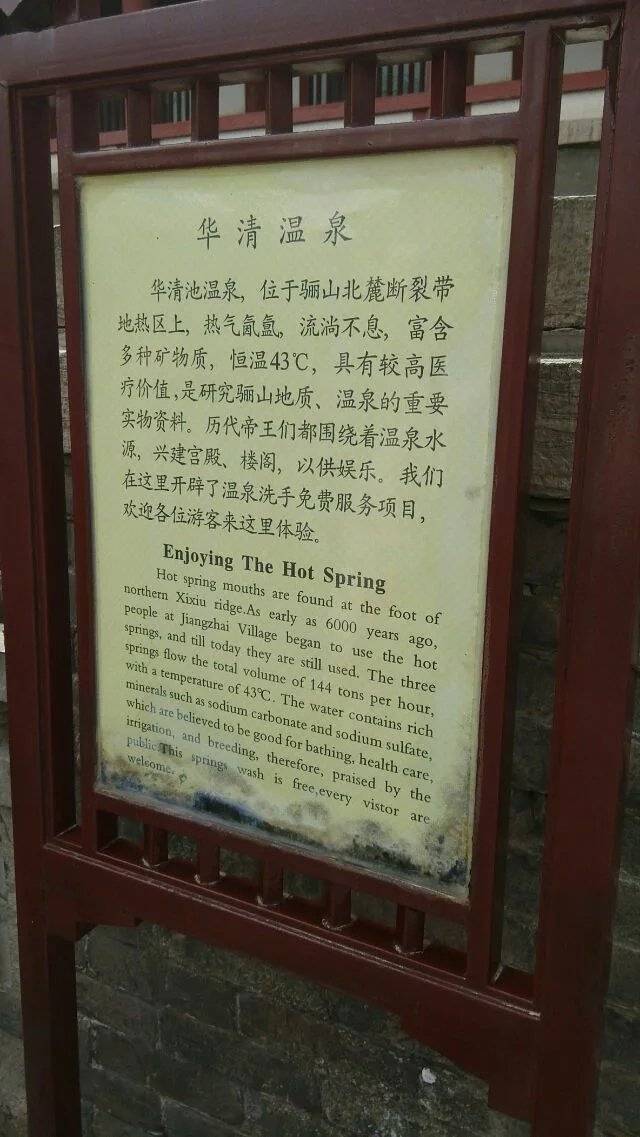 华清温泉
华清池温泉，位于骊山北麓断裂带
地热区上，热气氤氲，流淌不息，富含
多种矿物质，恒温43℃，具有较高医
疗价值，是研究骊山地质、温泉的重要
实物资料。历代帝王们都围绕着温泉水
源，兴建宫殿、楼阁，以供娱乐。我们
在这里开辟了温泉洗手免费服务项目，
欢迎各位游客来这里体验。
Enjoying The Hot Spring
Hot spring mouths are found at the foot of
northern Xixiu ridge.As early as 6000 years ago,
people at Jiangzhai Village began to use the hot
springs, and till today they are still used. The three
springs flow the total volume of 144 tons per hour,
with a temperature of 43℃. The water contains rich
minerals such as sodium carbonate and sodium sulfate,
which are believed to be good for bathing, health care,
irrigation, and breeding, therefore, praised by the
public.This springs wash is free,every vistor are
welcome.